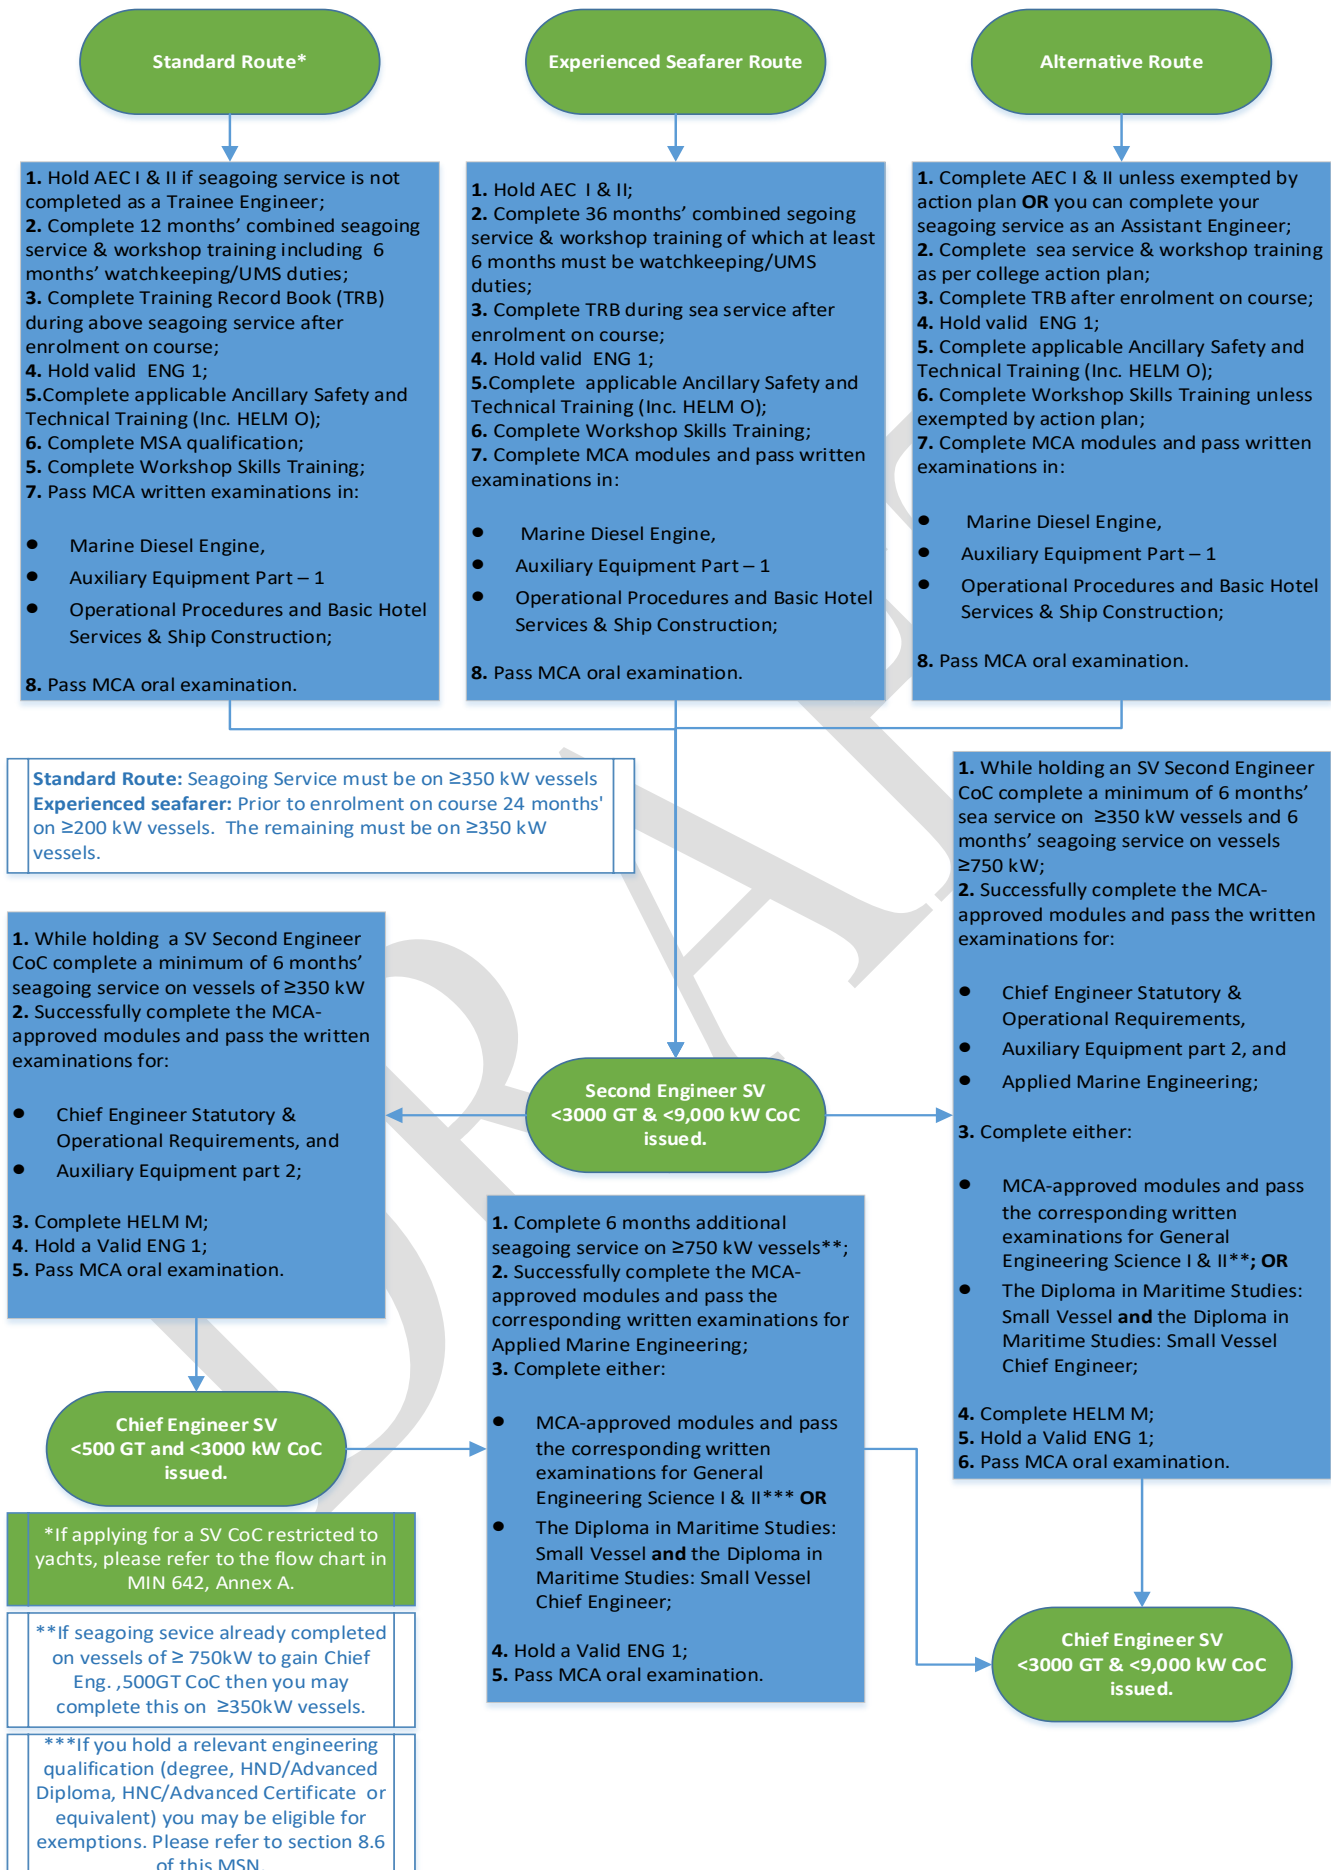 Standard Route*
Experienced Seafarer Route
Alternative Route
1. Hold AEC I & II if seagoing service is not
completed as a Trainee Engineer;
2. Complete 12 months’ combined seagoing
service & workshop training including 6
months’ watchkeeping/UMS duties;
3. Complete Training Record Book (TRB)
during above seagoing service after
enrolment on course;
4. Hold valid ENG 1;
5.Complete applicable Ancillary Safety and
Technical Training (Inc. HELM O);
6. Complete MSA qualification;
5. Complete Workshop Skills Training;
7. Pass MCA written examinations in:
● Marine Diesel Engine,
● Auxiliary Equipment Part – 1
● Operational Procedures and Basic Hotel
Services & Ship Construction;
8. Pass MCA oral examination.
1. Hold AEC I & II;
2. Complete 36 months’ combined segoing
service & workshop training of which at least
6 months must be watchkeeping/UMS
duties;
3. Complete TRB during sea service after
enrolment on course;
4. Hold valid ENG 1;
5.Complete applicable Ancillary Safety and
Technical Training (Inc. HELM O);
6. Complete Workshop Skills Training;
7. Complete MCA modules and pass written
examinations in:
● Marine Diesel Engine,
● Auxiliary Equipment Part – 1
● Operational Procedures and Basic Hotel
Services & Ship Construction;
8. Pass MCA oral examination.
1. Complete AEC I & II unless exempted by
action plan OR you can complete your
seagoing service as an Assistant Engineer;
2. Complete sea service & workshop training
as per college action plan;
3. Complete TRB after enrolment on course;
4. Hold valid ENG 1;
5. Complete applicable Ancillary Safety and
Technical Training (Inc. HELM O);
6. Complete Workshop Skills Training unless
exempted by action plan;
7. Complete MCA modules and pass written
examinations in:
● Marine Diesel Engine,
● Auxiliary Equipment Part – 1
● Operational Procedures and Basic Hotel
Services & Ship Construction;
8. Pass MCA oral examination.
Standard Route: Seagoing Service must be on ≥350 kW vessels
Experienced seafarer: Prior to enrolment on course 24 months'
on ≥200 kW vessels. The remaining must be on ≥350 kW
vessels.
1. While holding an SV Second Engineer
CoC complete a minimum of 6 months’
sea service on ≥350 kW vessels and 6
months’ seagoing service on vessels
≥750 kW;
2. Successfully complete the MCA-
approved modules and pass the written
examinations for:
● Chief Engineer Statutory &
Operational Requirements,
● Auxiliary Equipment part 2, and
● Applied Marine Engineering;
3. Complete either:
● MCA-approved modules and pass
the corresponding written
examinations for General
Engineering Science I & II**; OR
● The Diploma in Maritime Studies:
Small Vessel and the Diploma in
Maritime Studies: Small Vessel
Chief Engineer;
4. Complete HELM M;
5. Hold a Valid ENG 1;
6. Pass MCA oral examination.
1. While holding a SV Second Engineer
CoC complete a minimum of 6 months’
seagoing service on vessels of ≥350 kW
2. Successfully complete the MCA-
approved modules and pass the written
examinations for:
● Chief Engineer Statutory &
Operational Requirements, and
● Auxiliary Equipment part 2;
3. Complete HELM M;
4. Hold a Valid ENG 1;
5. Pass MCA oral examination.
Second Engineer SV
<3000 GT & <9,000 kW CoC
issued.
1. Complete 6 months additional
seagoing service on ≥750 kW vessels**;
2. Successfully complete the MCA-
approved modules and pass the
corresponding written examinations for
Applied Marine Engineering;
3. Complete either:
● MCA-approved modules and pass
the corresponding written
examinations for General
Engineering Science I & II*** OR
● The Diploma in Maritime Studies:
Small Vessel and the Diploma in
Maritime Studies: Small Vessel
Chief Engineer;
4. Hold a Valid ENG 1;
5. Pass MCA oral examination.
Chief Engineer SV
<500 GT and <3000 kW CoC
issued.
*If applying for a SV CoC restricted to
yachts, please refer to the flow chart in
MIN 642, Annex A.
**If seagoing sevice already completed
on vessels of ≥ 750kW to gain Chief
Eng. ,500GT CoC then you may
complete this on ≥350kW vessels.
***If you hold a relevant engineering
qualification (degree, HND/Advanced
Diploma, HNC/Advanced Certificate or
equivalent) you may be eligible for
exemptions. Please refer to section 8.6
of this MSN.
Chief Engineer SV
<3000 GT & <9,000 kW CoC
issued.
DRAFT